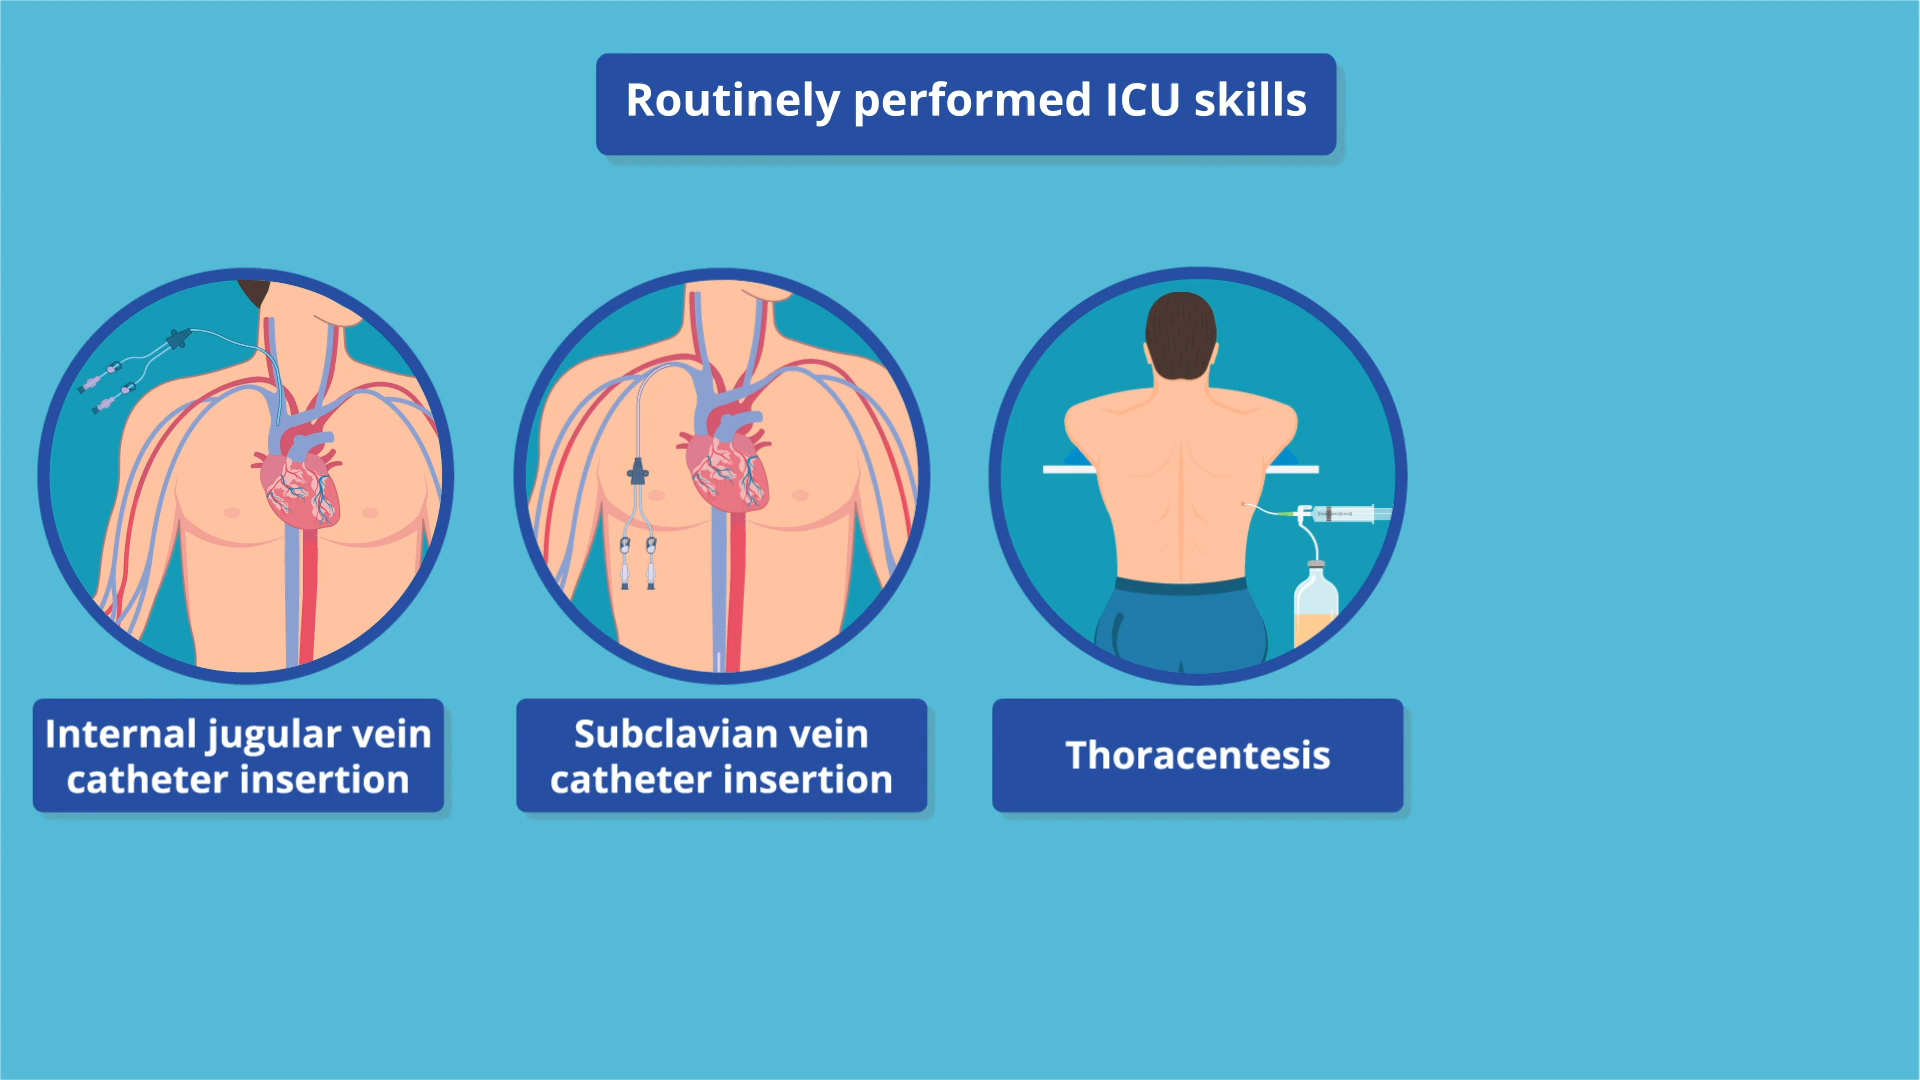 Routinely performed ICU skills
Internal jugular vein
catheter insertion
Subclavian vein
catheter insertion
Thoracentesis